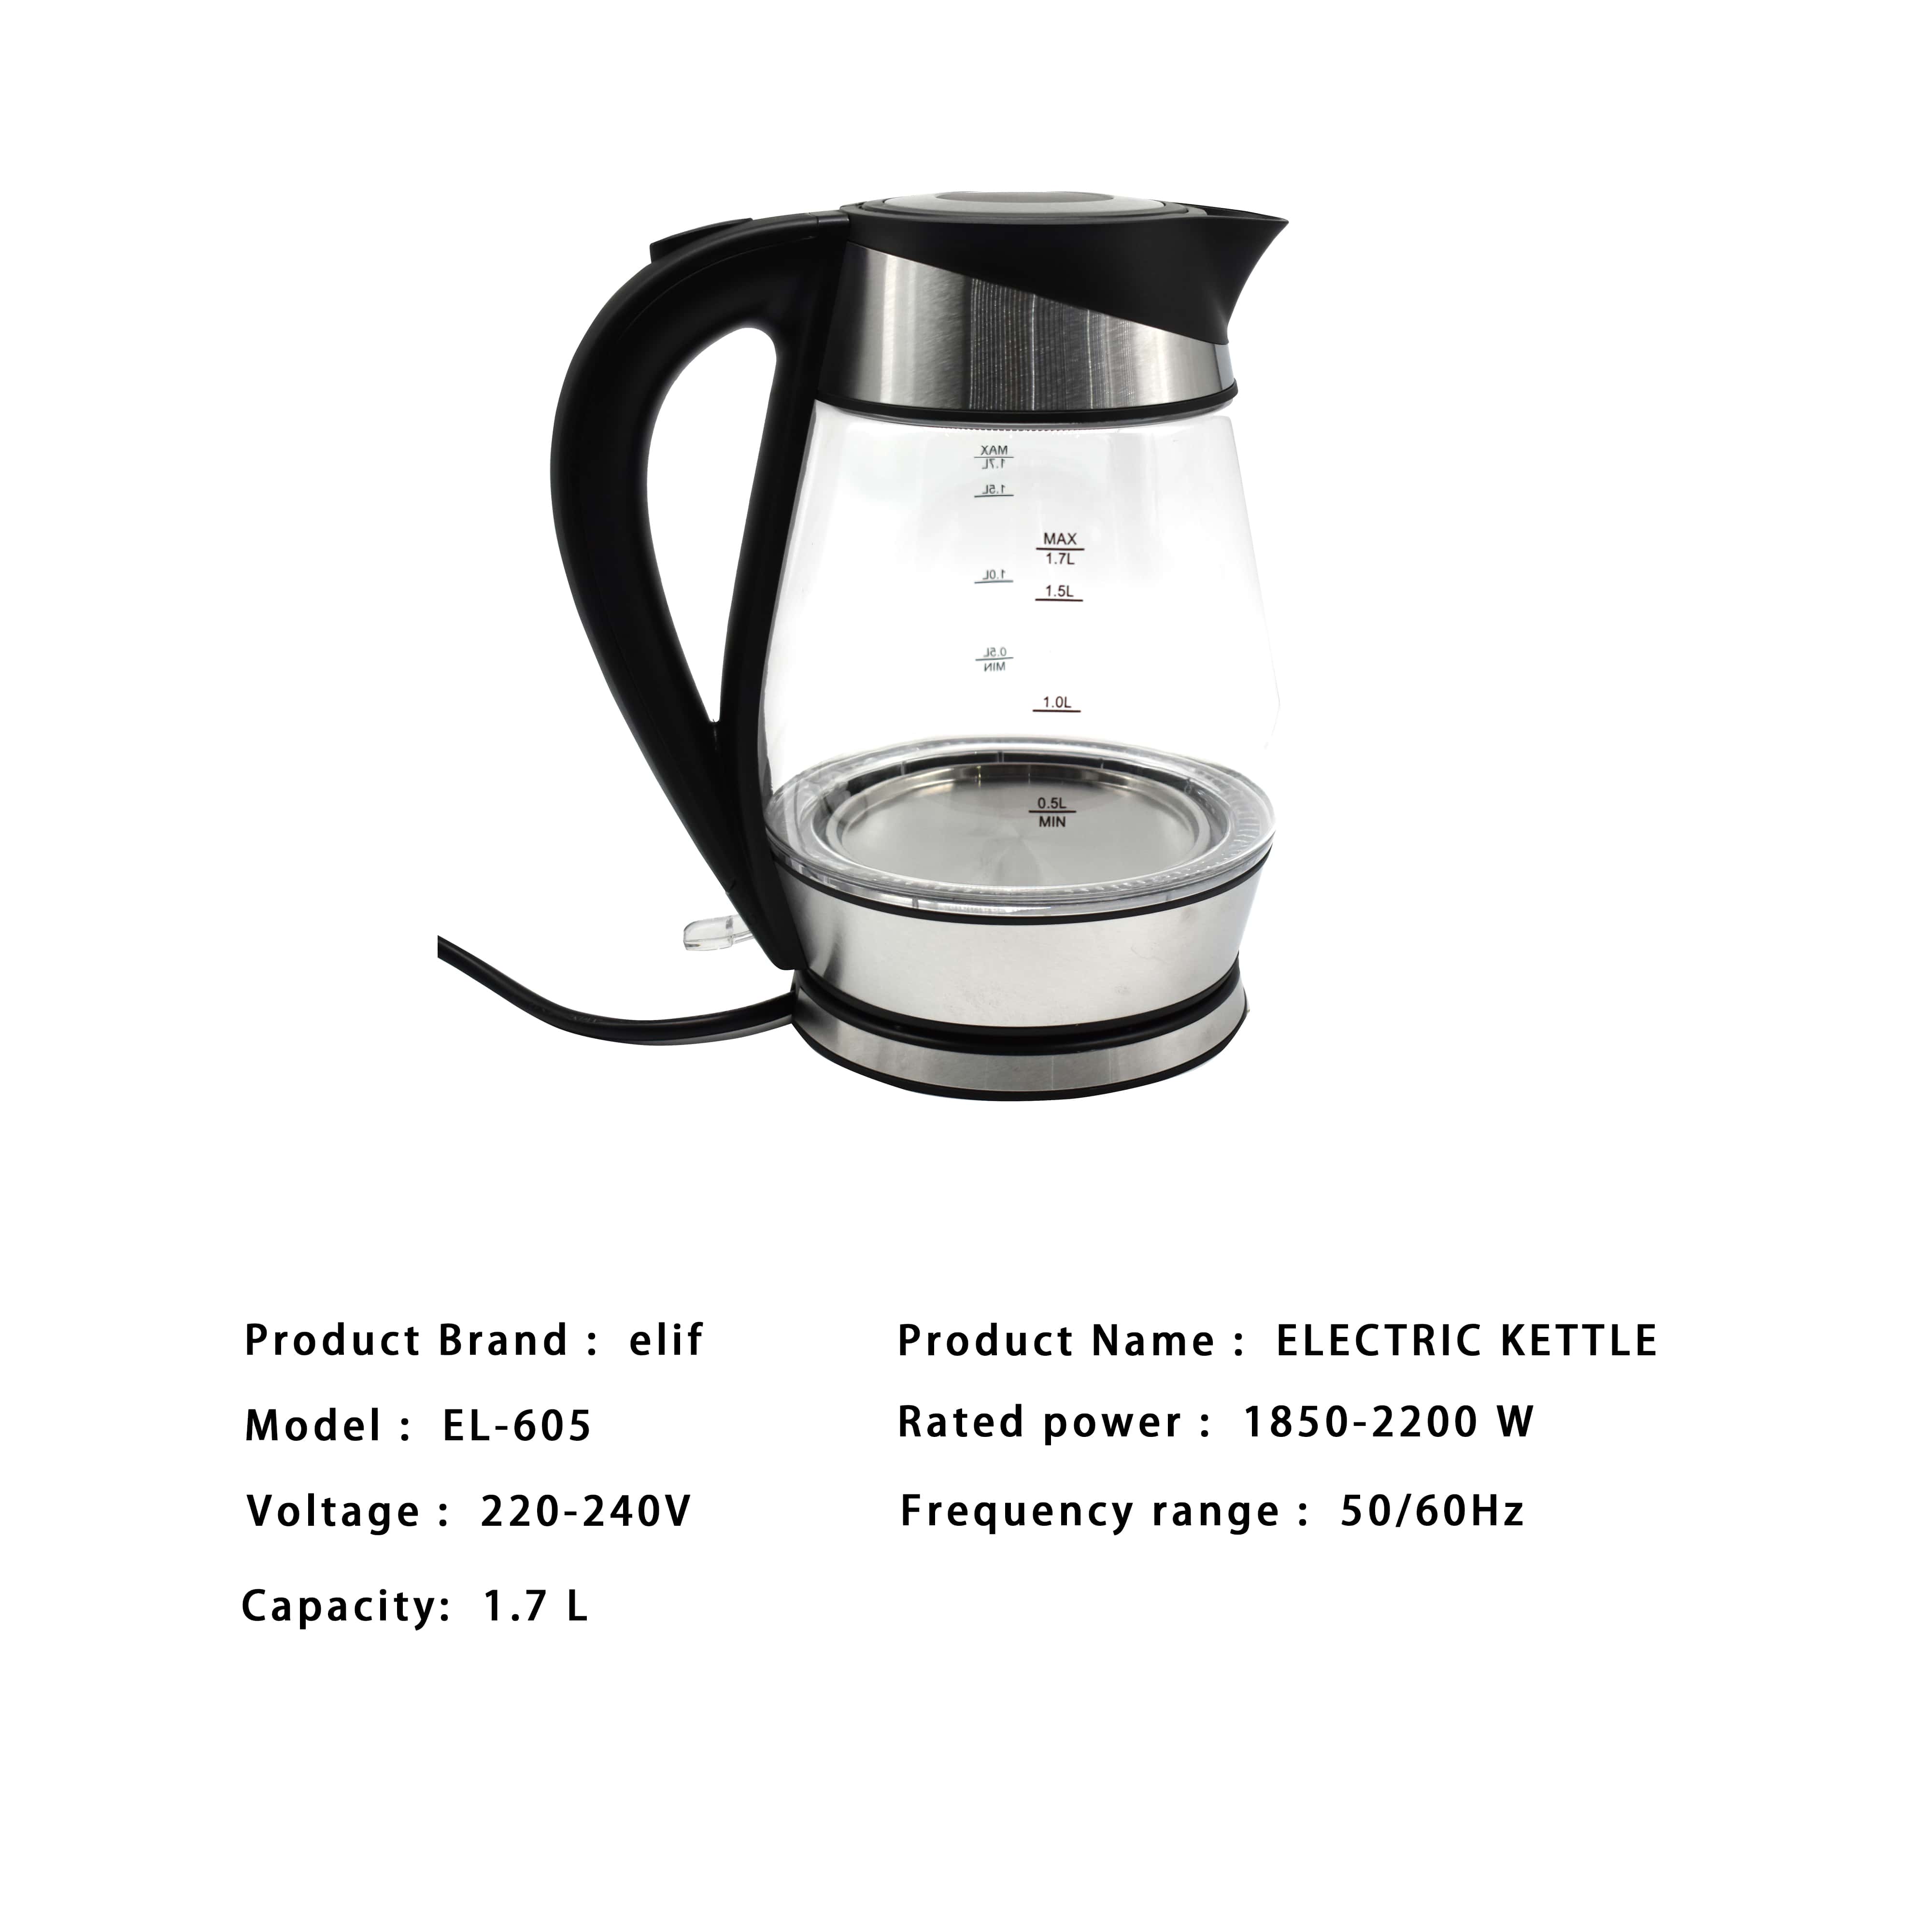 MAX
1.7L
1.5L
1.0L
0.5L
MIN
MAX
1.7L
1.5L
1.0L
0.5L
MIN
Product Brand : elif
Product Name : ELECTRIC KETTLE
Model : EL-605
Rated power : 1850-2200 W
Voltage : 220-240V
Frequency range : 50/60Hz
Capacity: 1.7 L